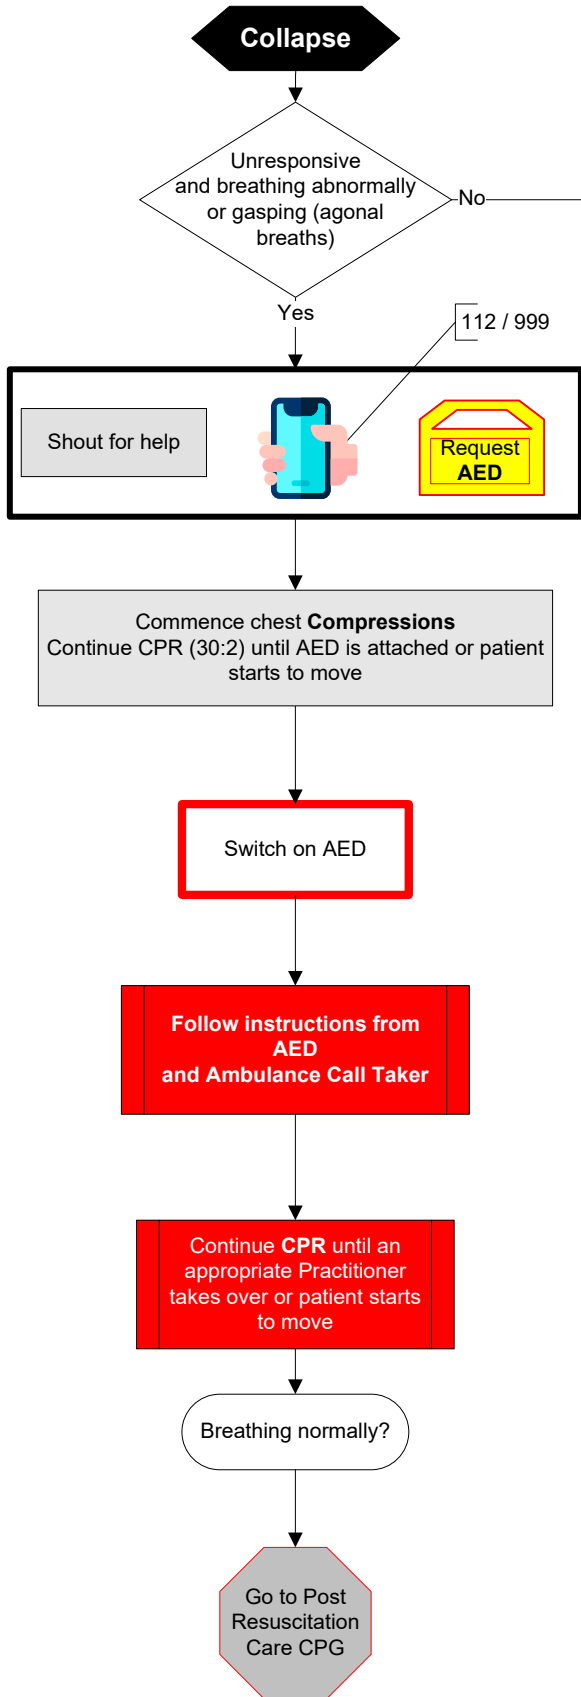 Collapse
Unresponsive
and breathing abnormally
or gasping (agonal
breaths)
No
Yes
112 / 999
Shout for help
Request
AED
Commence chest Compressions
Continue CPR (30:2) until AED is attached or patient
starts to move
Switch on AED
Follow instructions from
AED
and Ambulance Call Taker
Continue CPR until an
appropriate Practitioner
takes over or patient starts
to move
Breathing normally?
Go to Post
Resuscitation
Care CPG